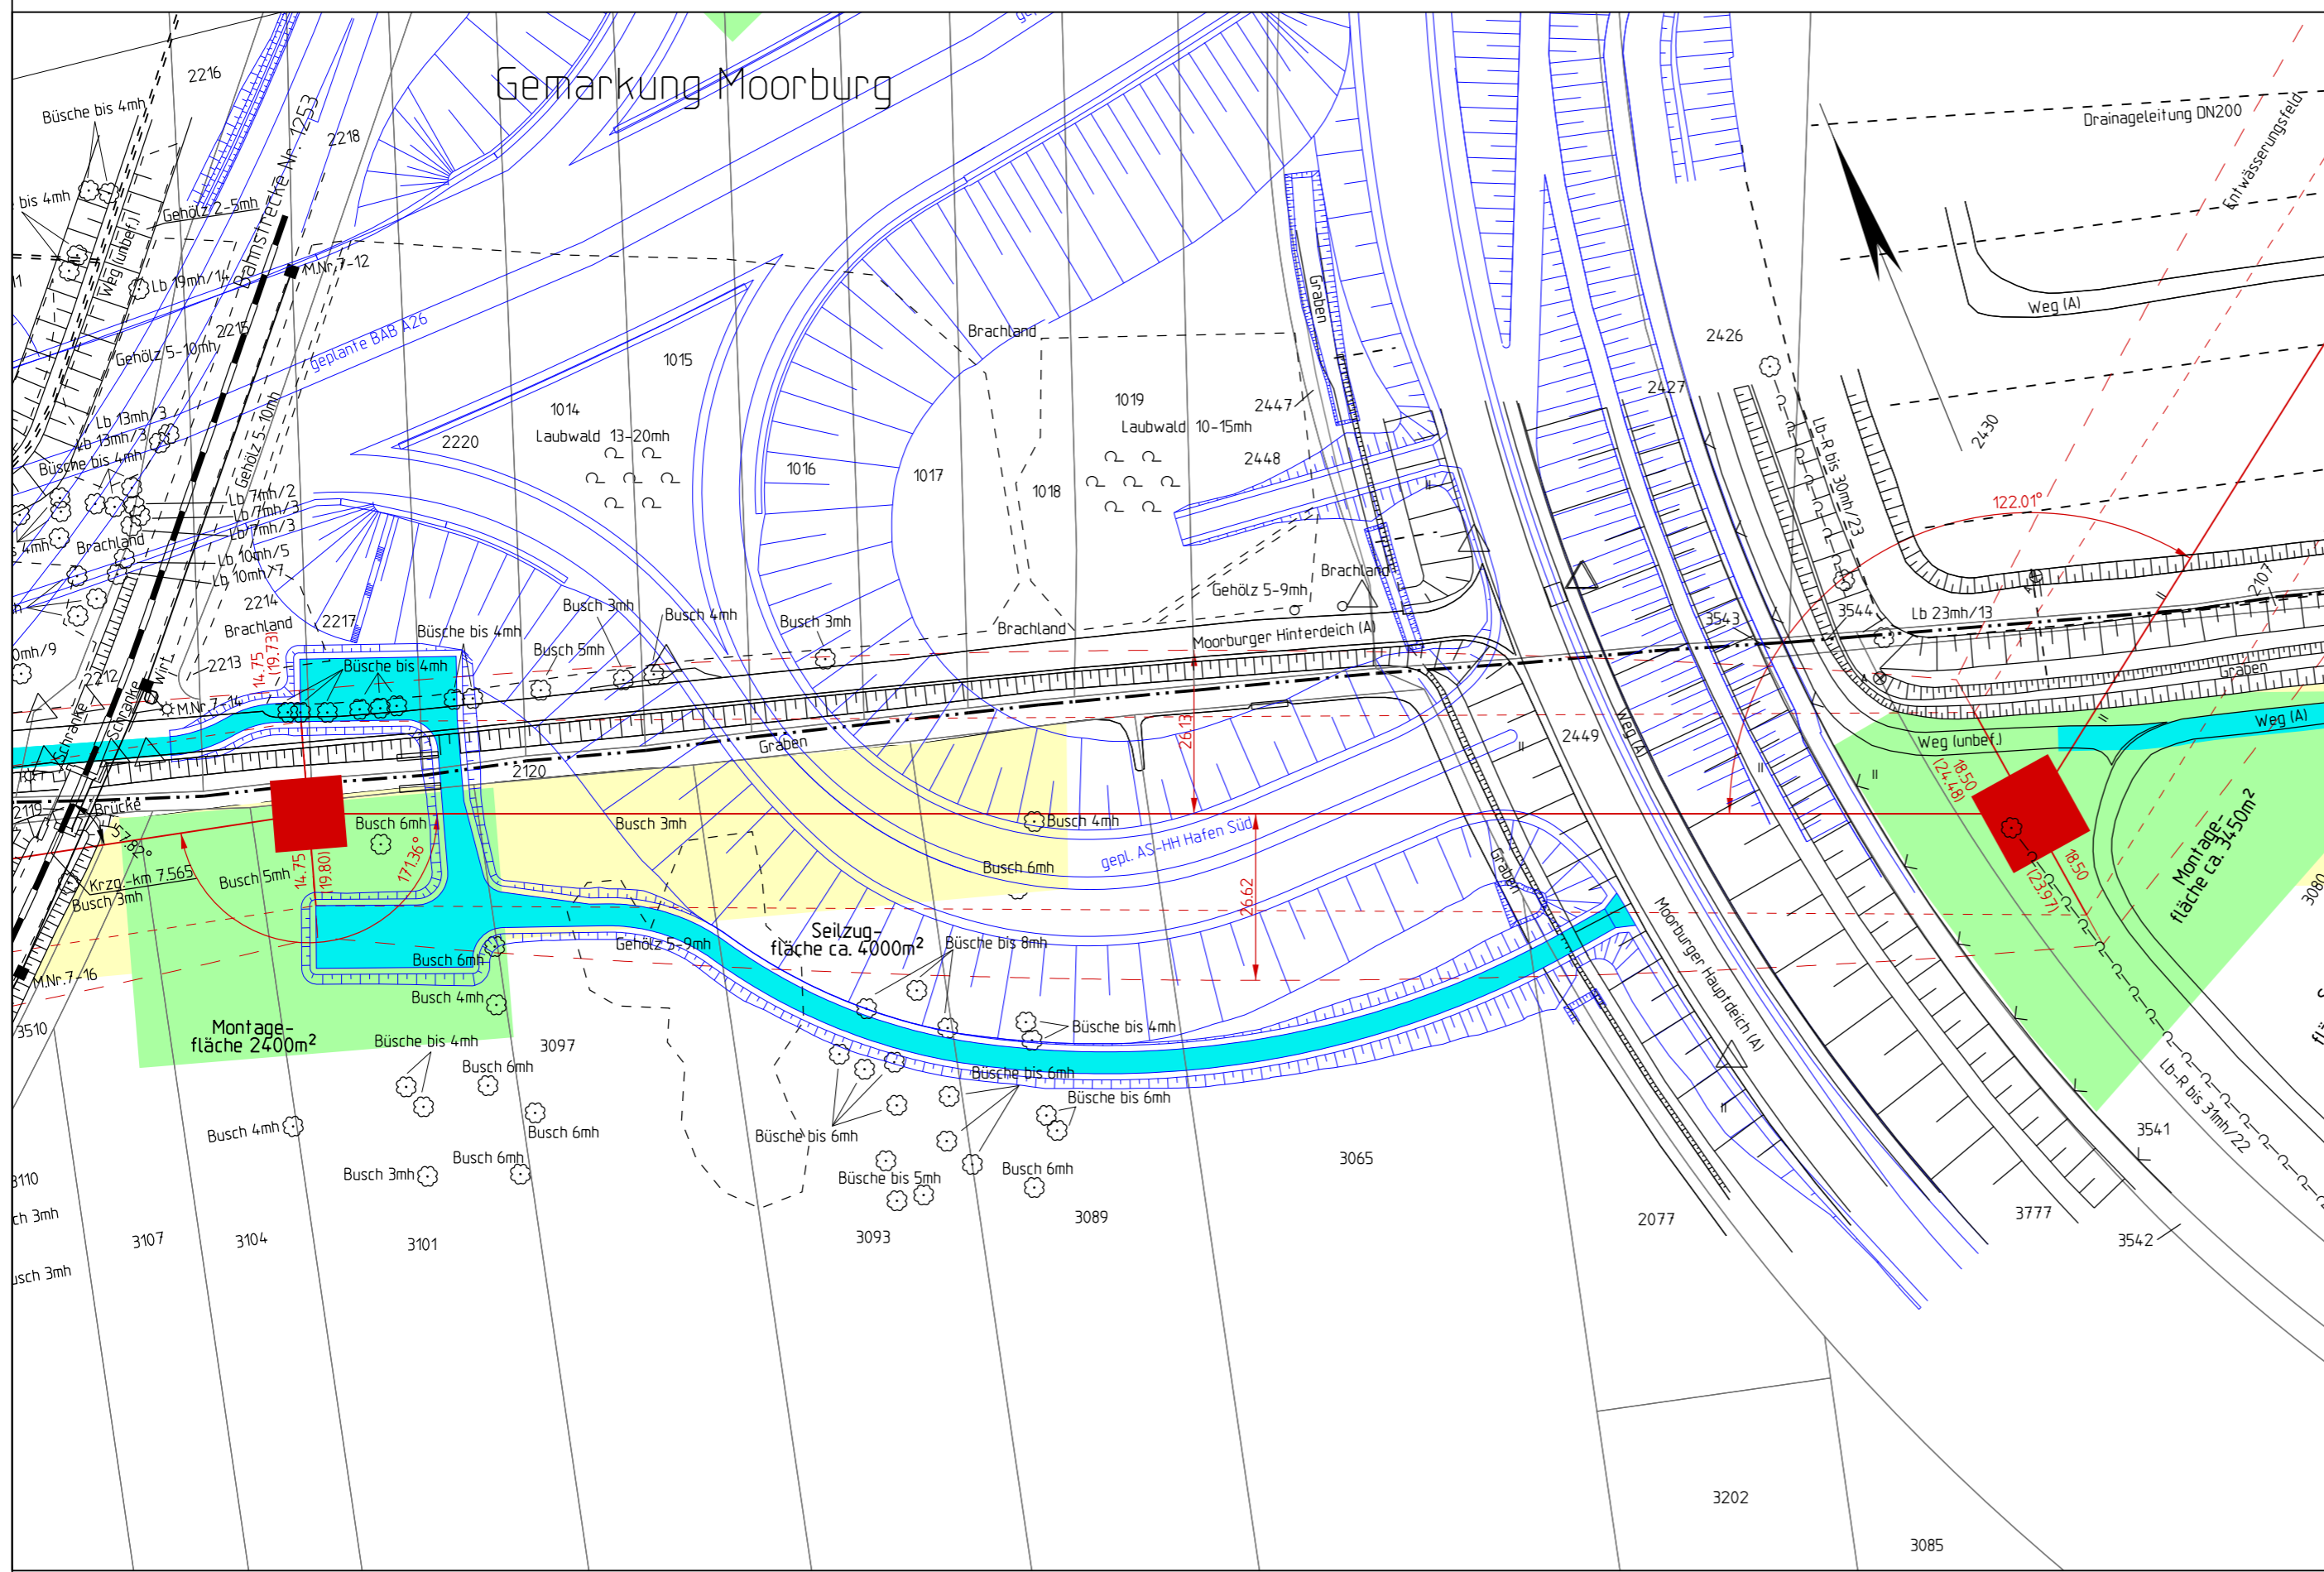 Gemarkung Moorburg
2216
Büsche bis 4mh
2218
Bahnstrecke Nr. 1253
bis 4mh
Gehölz 2-5mh
Weg (unbef.)
Lb 19mh/14
M.Nr.7-12
2215
Gehölz 5-10mh
geplante BAB A26
Gehölz 5-10mh
Lb 13mh/3
Lb 13mh/3
Büsche bis 4mh
Lb 7mh/2
Lb 7mh/3
Lb 7mh/3
Lb 10mh/5
Lb 10mh/7
4mh
Brachland
2214
Brachland
2217
2213
2212
0mh/9
Schranke
Schranke
Wirt.
M.Nr.7-14
14.75
(19.73)
2220
1014
Laubwald 13-20mh
1015
1016
1017
1018
1019
Laubwald 10-15mh
Brachland
Graben
2447
2448
Brachland
Gehölz 5-9mh
Brachland
Moorburger Hinterdeich (A)
Büsche bis 4mh
Büsche bis 4mh
Busch 3mh
Busch 4mh
Busch 5mh
Busch 3mh
Graben
2120
26.13
26.62
Drainageleitung DN200
Entwässerungsfeld
Weg (A)
2426
2427
2430
Lb-R bis 30mh/23
122.01°
2107
3543
3544
Lb 23mh/13
Graben
Weg (A)
Weg (unbef.)
2449
Weg (A)
18.50
(24.48)
18.50
(23.97)
Montage-
fläche ca. 3450m²
3080
2119
Brücke
57.82°
Krzg.-km 7.565
Busch 3mh
M.Nr.7-16
Busch 6mh
Busch 5mh
14.75
(19.80)
171.36°
Busch 3mh
Busch 4mh
Busch 6mh
gepl. AS-HH Hafen Süd
Graben
Seilzug-
fläche ca. 4000m²
Gehölz 5-9mh
Busch 6mh
Busch 4mh
Büsche bis 8mh
Büsche bis 4mh
Montage-
fläche 2400m²
3510
Büsche bis 4mh
Busch 6mh
3097
Büsche bis 6mh
Büsche bis 6mh
Busch 4mh
Busch 6mh
Büsche bis 6mh
Busch 3mh
Busch 6mh
Büsche bis 5mh
Busch 6mh
Moorburger Hauptdeich (A)
Lb-R bis 31mh/22
3110
ch 3mh
3107
3104
3101
usch 3mh
3093
3089
3065
2077
3777
3541
3542
3202
3085